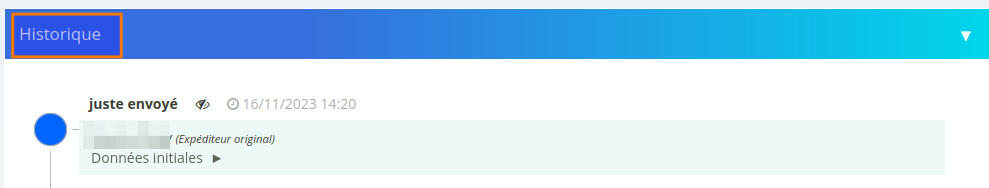 Historique ▼
juste envoyé 16/11/2023 14:20
(Expéditeur original)
Données initiales ►